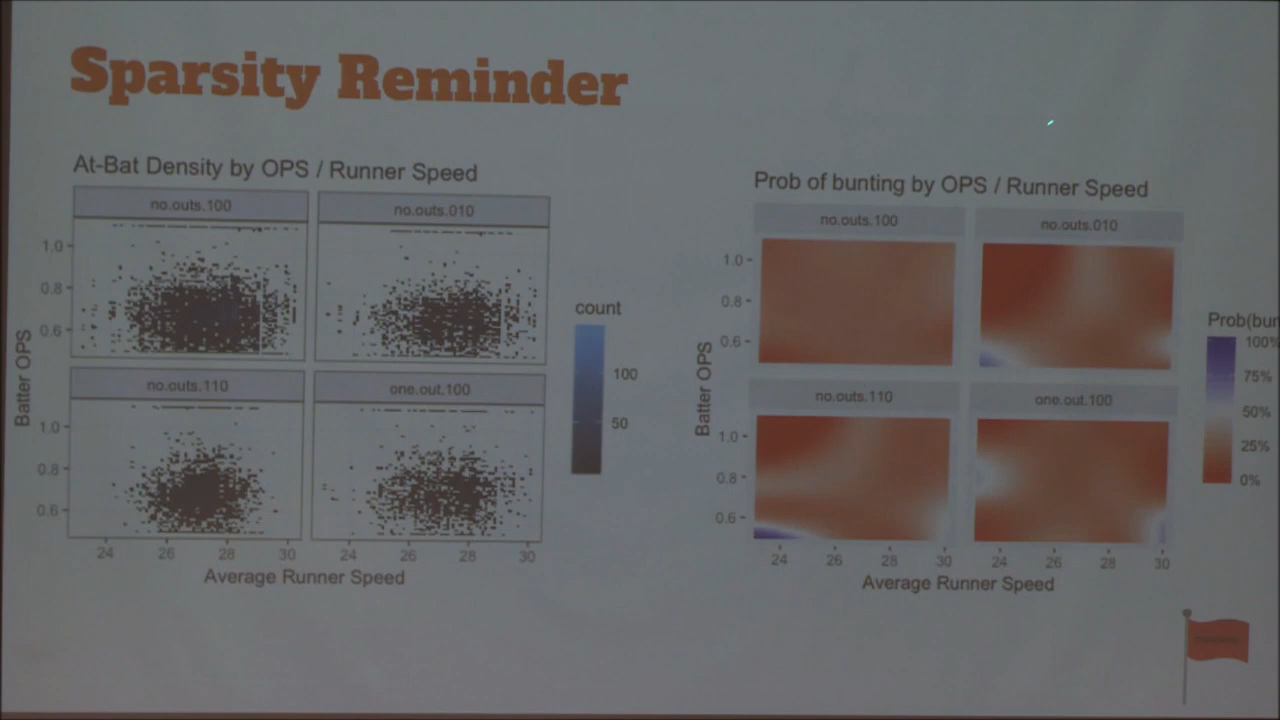 Sparsity Reminder
At-Bat Density by OPS / Runner Speed
no.outs.100
no.outs.010
1.0
0.8
0.6
no.outs.110
one.out.100
1.0
0.8
0.6
24 26 28 30
24 26 28 30
Average Runner Speed
Batter OPS
count
100
50
Prob of bunting by OPS / Runner Speed
no.outs.100
no.outs.010
1.0
0.8
0.6
no.outs.110
one.out.100
1.0
0.8
0.6
24 26 28 30
24 26 28 30
Average Runner Speed
Batter OPS
Prob(bun
100%
75%
50%
25%
0%